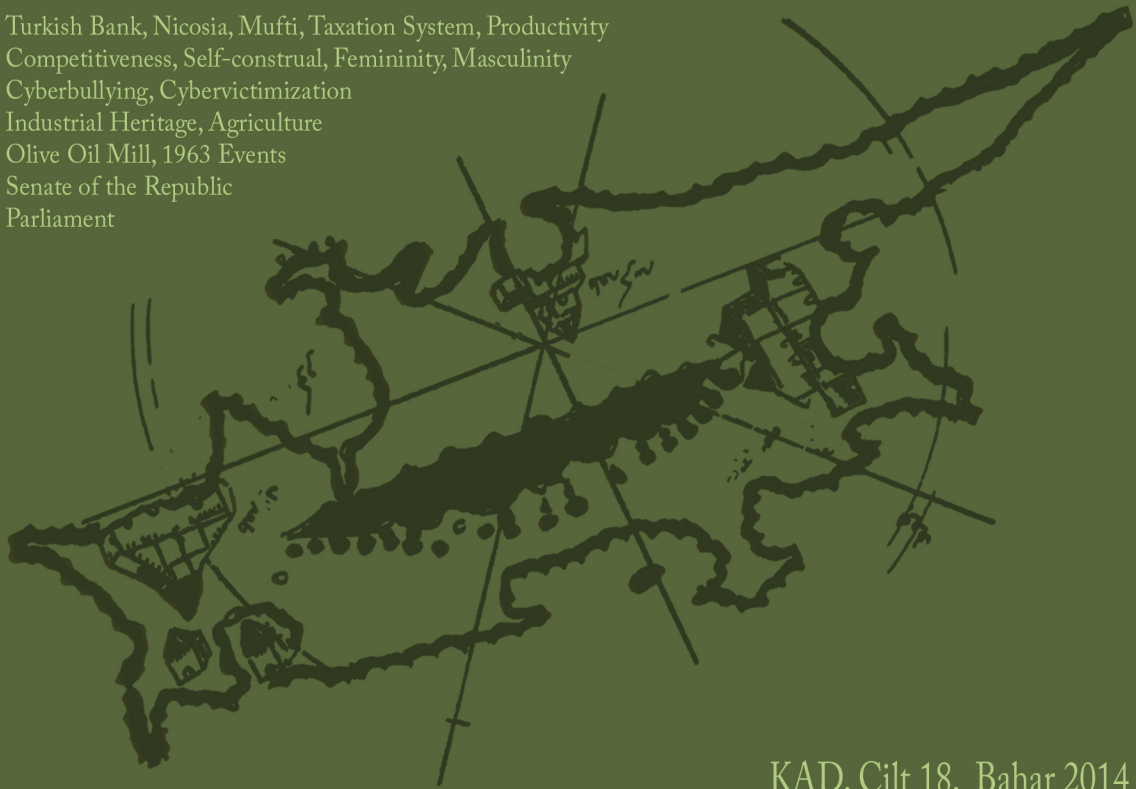 Turkish Bank, Nicosia, Mufti, Taxation System, Productivity
Competitiveness, Self-construal, Femininity, Masculinity
Cyberbullying, Cybervictimization
Industrial Heritage, Agriculture
Olive Oil Mill, 1963 Events
Senate of the Republic
Parliament
KAD, Cilt 18, Bahar 2014